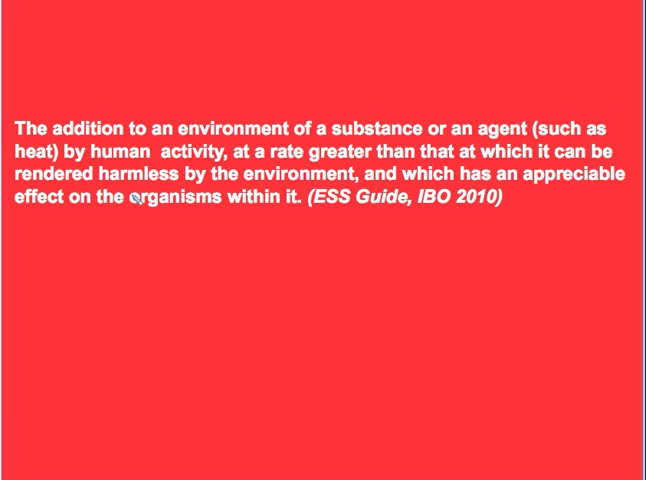 The addition to an environment of a substance or an agent (such as
heat) by human  activity, at a rate greater than that at which it can be
rendered harmless by the environment, and which has an appreciable
effect on the organisms within it. (ESS Guide, IBO 2010)